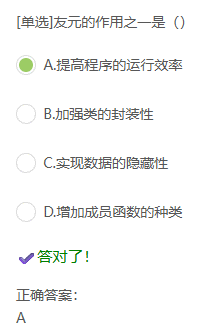 [单选]友元的作用之一是（）
A.提高程序的运行效率
B.加强类的封装性
C.实现数据的隐藏性
D.增加成员函数的种类
答对了！
正确答案：
A